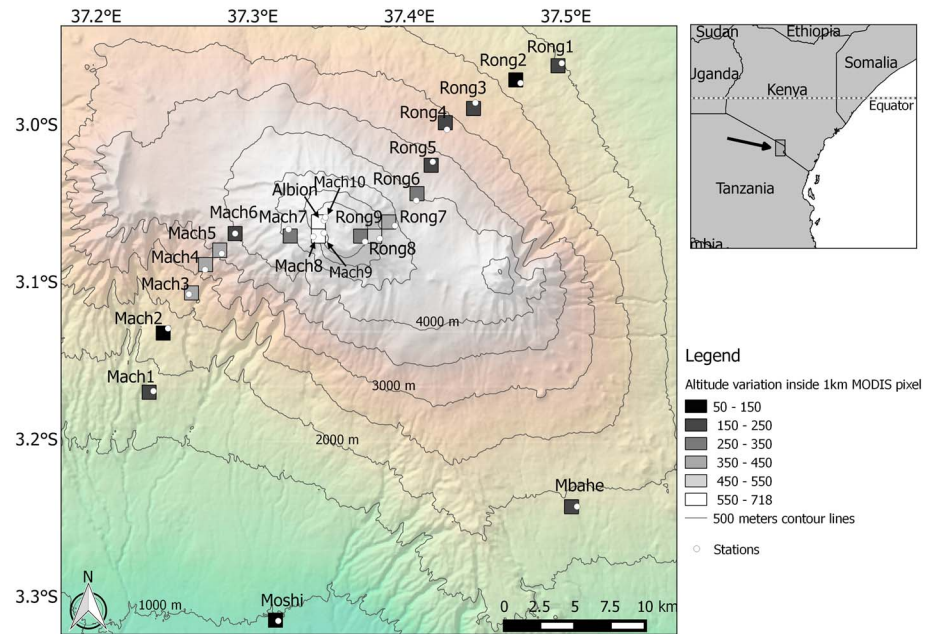 37.2°E 37.3°E 37.4°E 37.5°E
3.0°S
3.1°S
3.2°S
3.3°S
Rong1
Rong2
Rong3
Rong4
Rong5
Rong6
Albion
Mach10
Mach6
Mach7
Rong9
Rong7
Mach5
Rong8
Mach4
Mach8
Mach9
Mach3
Mach2
4000 m
Mach1
3000 m
2000 m
Mbahe
N
1000 m
Moshi
0 2.5 5 7.5 10 km
Sudan
Ethiopia
Uganda
Somalia
Kenya
Equator
Tanzania
mbia
Legend
Altitude variation inside 1km MODIS pixel
50 - 150
150 - 250
250 - 350
350 - 450
450 - 550
550 - 718
500 meters contour lines
Stations